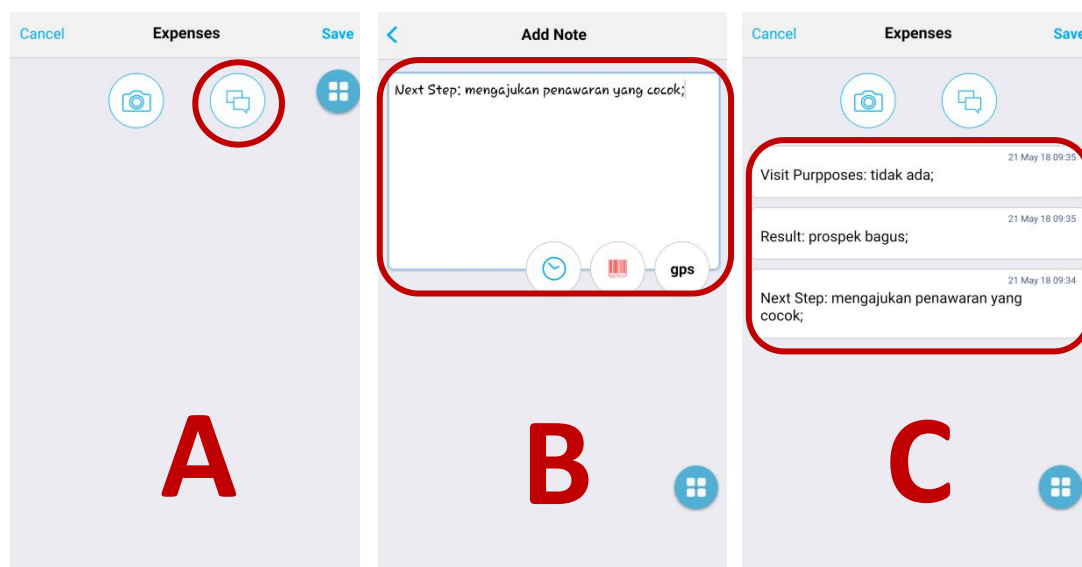 Cancel Expenses Save
A
Add Note
Next Step: mengajukan penawaran yang cocok;
gps
B
Cancel Expenses Save
21 May 18 09:35
Visit Purpposes: tidak ada;
21 May 18 09:35
Result: prospek bagus;
21 May 18 09:34
Next Step: mengajukan penawaran yang
cocok;
C